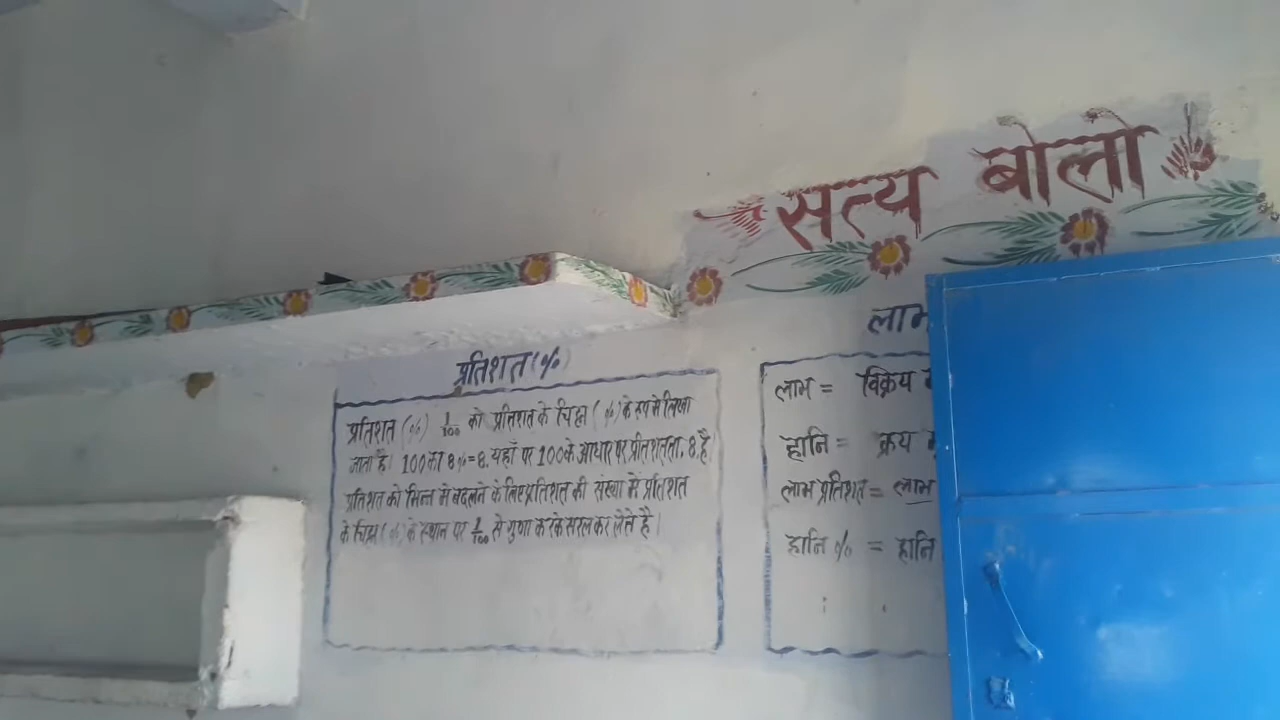 सत्य बोलो
प्रतिशत (%)
प्रतिशत (%) 1/100 को प्रतिशत के चिह्न (%) के रूप मे लिखा
जाता है। 100 का 8%=8. यहाँ पर 100 के आधार पर प्रतिशतता. 8. है।
प्रतिशत को भिन्न मे बदलने के लिए प्रतिशत की संख्या में प्रतिशत
के चिह्न (%) के स्थान पर 1/100 से गुणा करके सरल कर लेते है।
लाभ
लाभ = विक्रय
हानि = क्रय
लाभ प्रतिशत = लाभ
हानि % = हानि